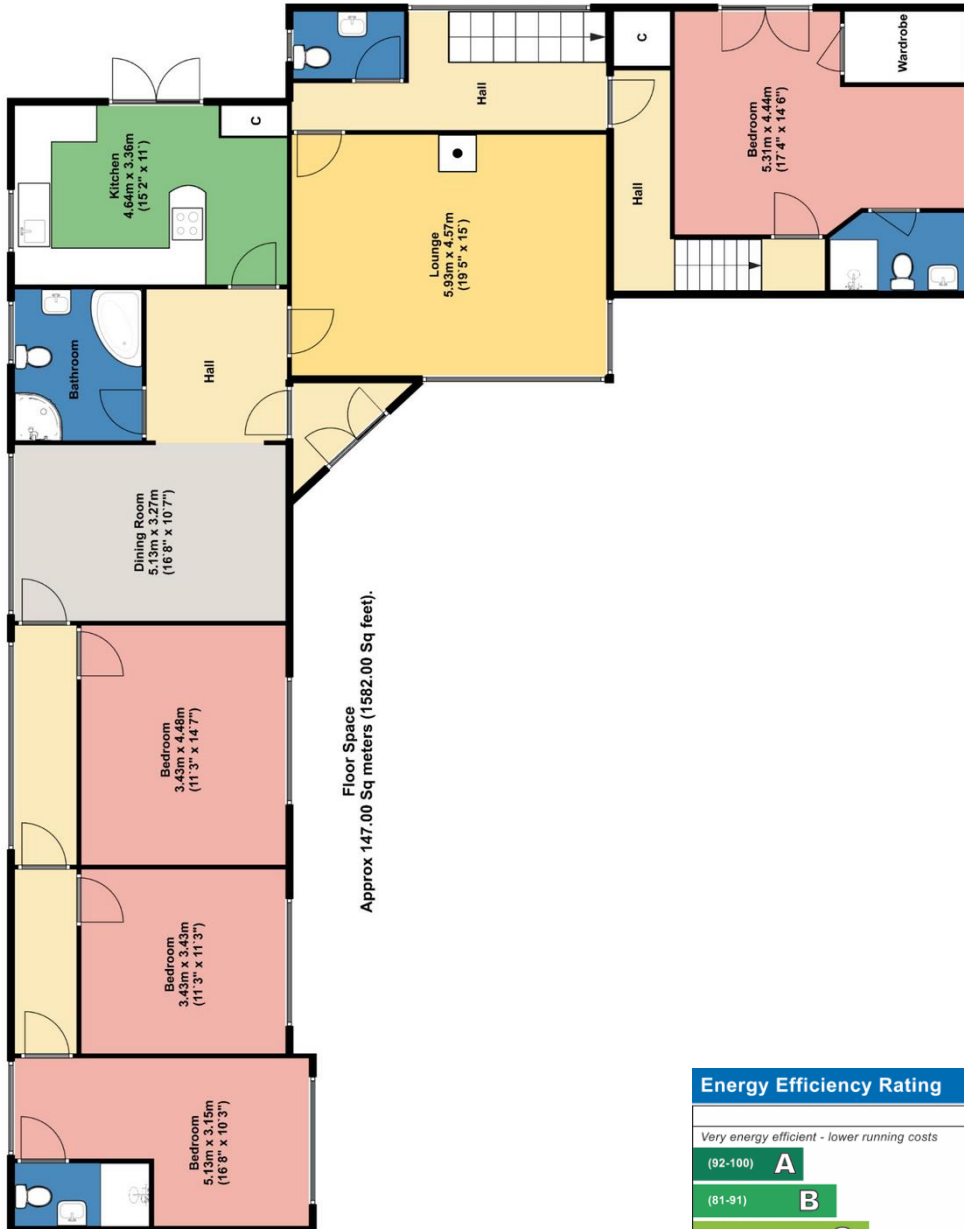 C
Wardrobe
Hall
Bedroom
5.31m x 4.44m
(17`4" x 14`6")
C
Kitchen
4.64m x 3.36m
(15`2" x 11`)
Hall
Lounge
5.93m x 4.57m
(19`5" x 15`)
Bathroom
Hall
Dining Room
5.13m x 3.27m
(16`8" x 10`7")
Bedroom
3.43m x 4.48m
(11`3" x 14`7")
Floor Space
Approx 147.00 Sq meters (1582.00 Sq feet).
Bedroom
3.43m x 3.43m
(11`3" x 11`3")
Bedroom
5.13m x 3.15m
(16`8" x 10`3")
Energy Efficiency Rating
Very energy efficient - lower running costs
(92-100) A
(81-91) B